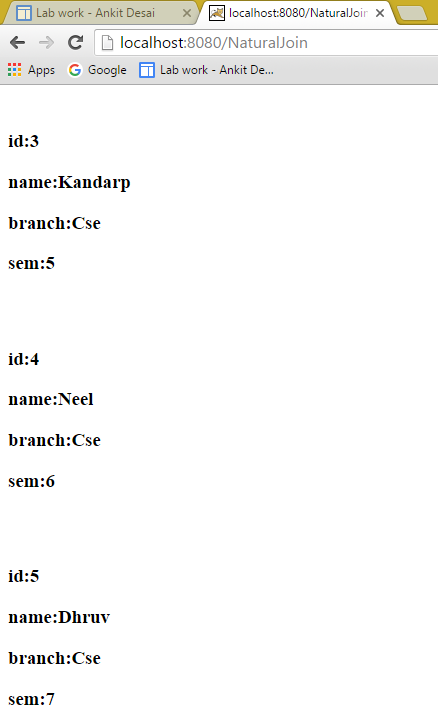 Lab work - Ankit Desai
localhost:8080/NaturalJoin
localhost:8080/NaturalJoin
Apps
Google
Lab work - Ankit De...
id:3
name:Kandarp
branch:Cse
sem:5
id:4
name:Neel
branch:Cse
sem:6
id:5
name:Dhruv
branch:Cse
sem:7